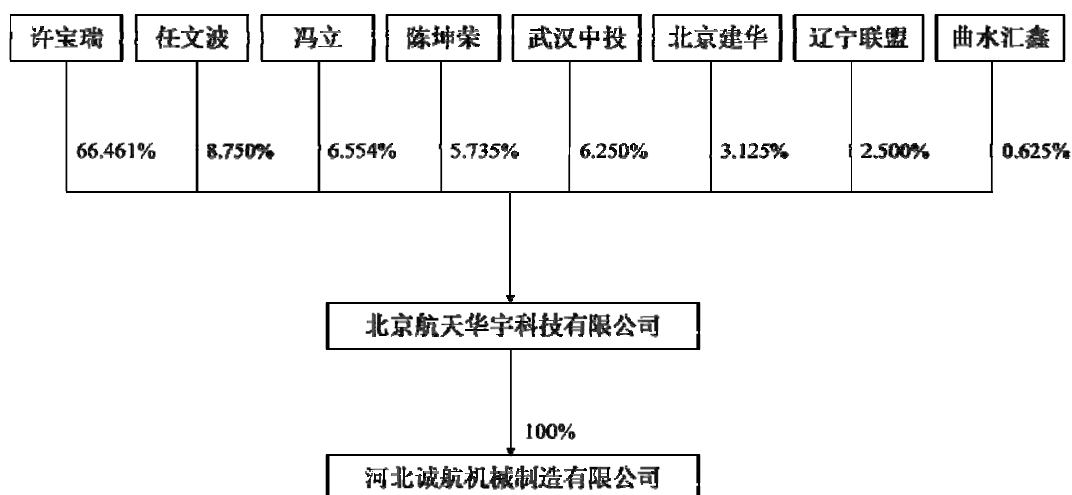 许宝瑞 任文波 冯立 陈坤荣 武汉中投 北京建华 辽宁联盟 曲水汇鑫
66.461% 8.750% 6.554% 5.735% 6.250% 3.125% 2.500% 0.625%
北京航天华宇科技有限公司
100%
河北诚航机械制造有限公司